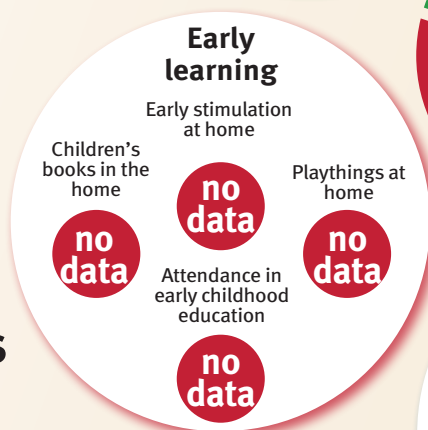 Early
learning
Early stimulation
at home
no
data
Children's
books in the
home
no
data
Playthings at
home
no
data
Attendance in
early childhood
education
no
data
s